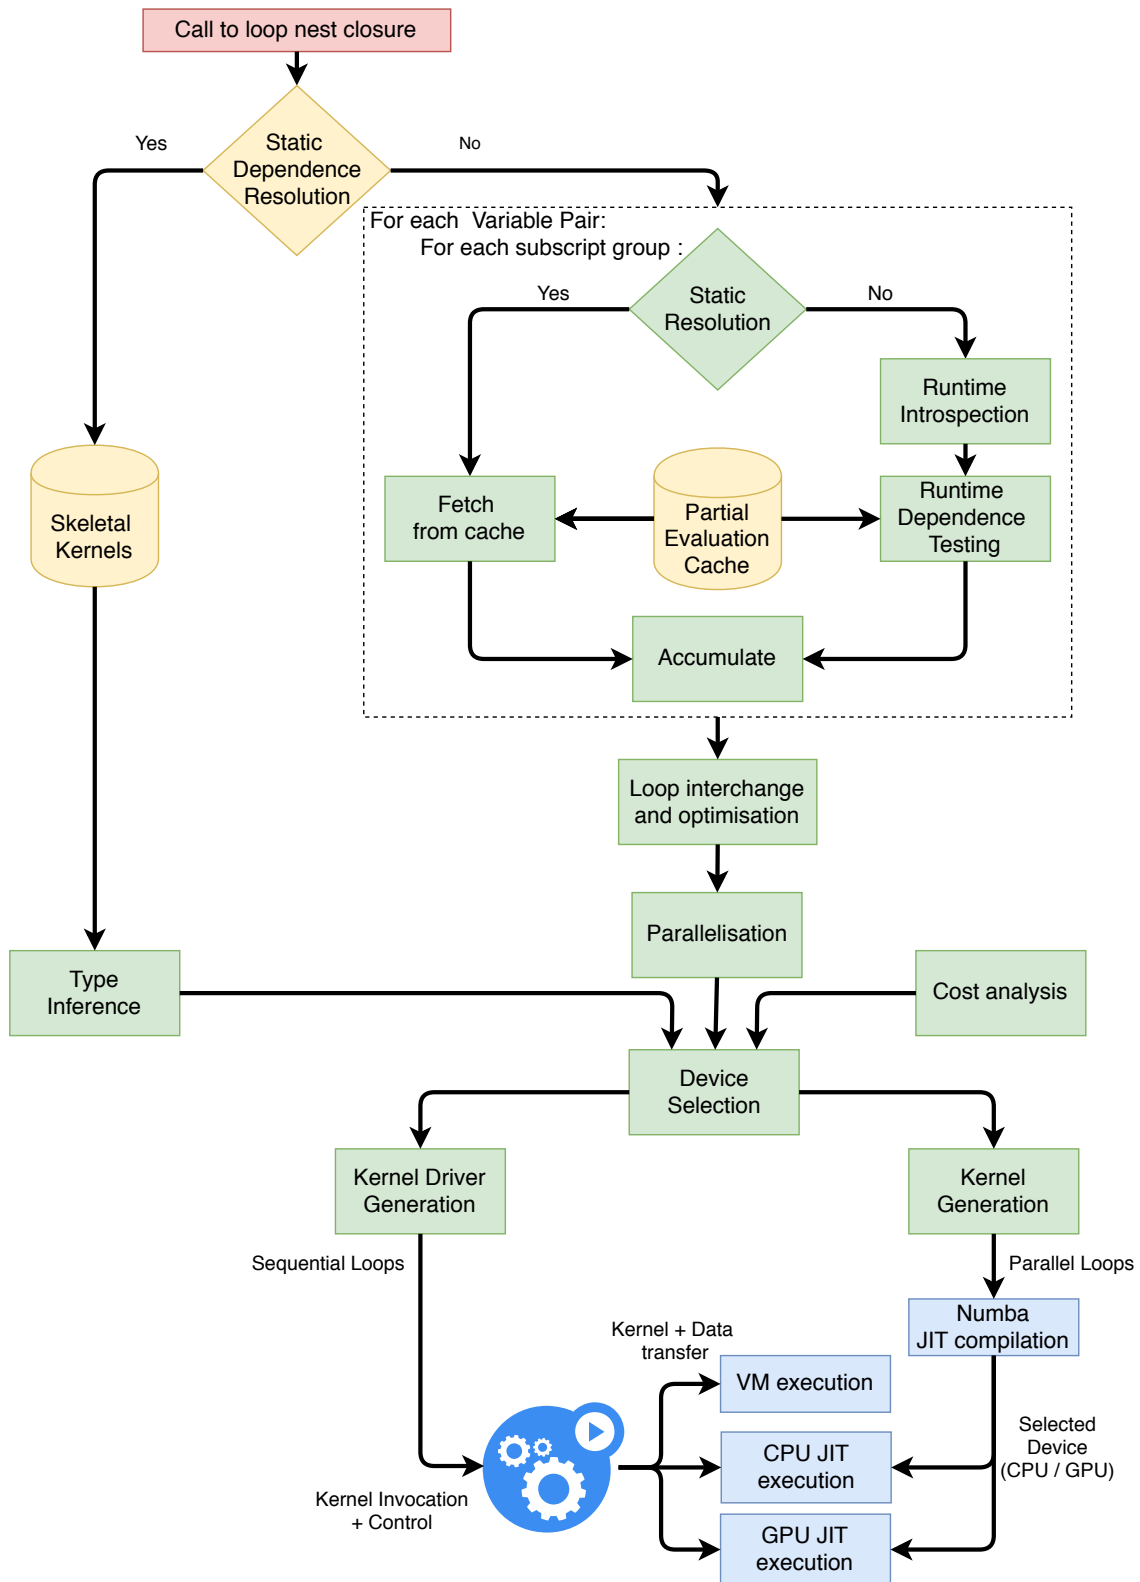 Call to loop nest closure
Yes
Static
Dependence
Resolution
No
For each  Variable Pair:
For each subscript group :
Yes
Static
Resolution
No
Runtime
Introspection
Skeletal
Kernels
Fetch
from cache
Partial
Evaluation
Cache
Runtime
Dependence
Testing
Accumulate
Loop interchange
and optimisation
Parallelisation
Type
Inference
Cost analysis
Device
Selection
Kernel Driver
Generation
Kernel
Generation
Sequential Loops
Parallel Loops
Numba
JIT compilation
Kernel + Data
transfer
VM execution
Selected
Device
(CPU / GPU)
CPU JIT
execution
Kernel Invocation
+ Control
GPU JIT
execution